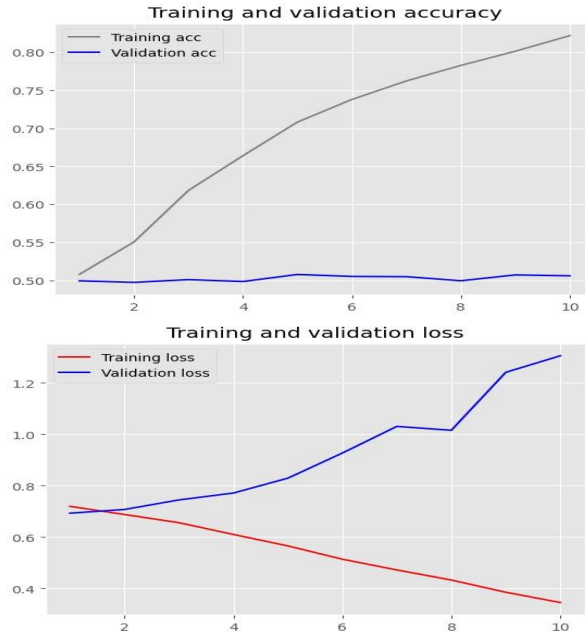 Training and validation accuracy
Training acc
Validation acc
0.80
0.75
0.70
0.65
0.60
0.55
0.50
2 4 6 8 10
Training and validation loss
Training loss
Validation loss
1.2
1.0
0.8
0.6
0.4
2 4 6 8 10